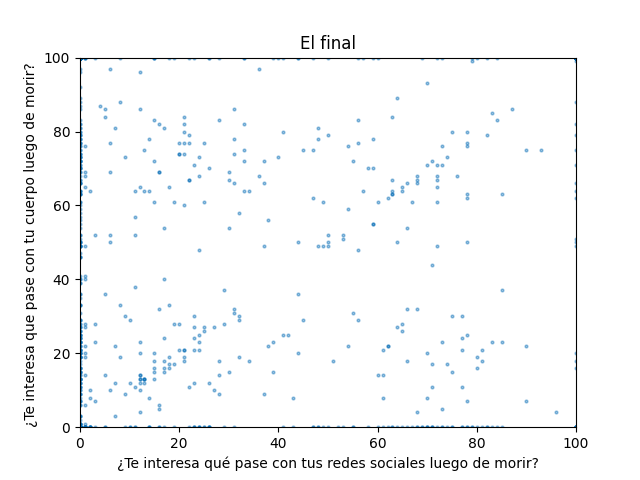 El final
100
80
60
40
20
0
¿Te interesa que pase con tu cuerpo luego de morir?
0 20 40 60 80 100
¿Te interesa qué pase con tus redes sociales luego de morir?